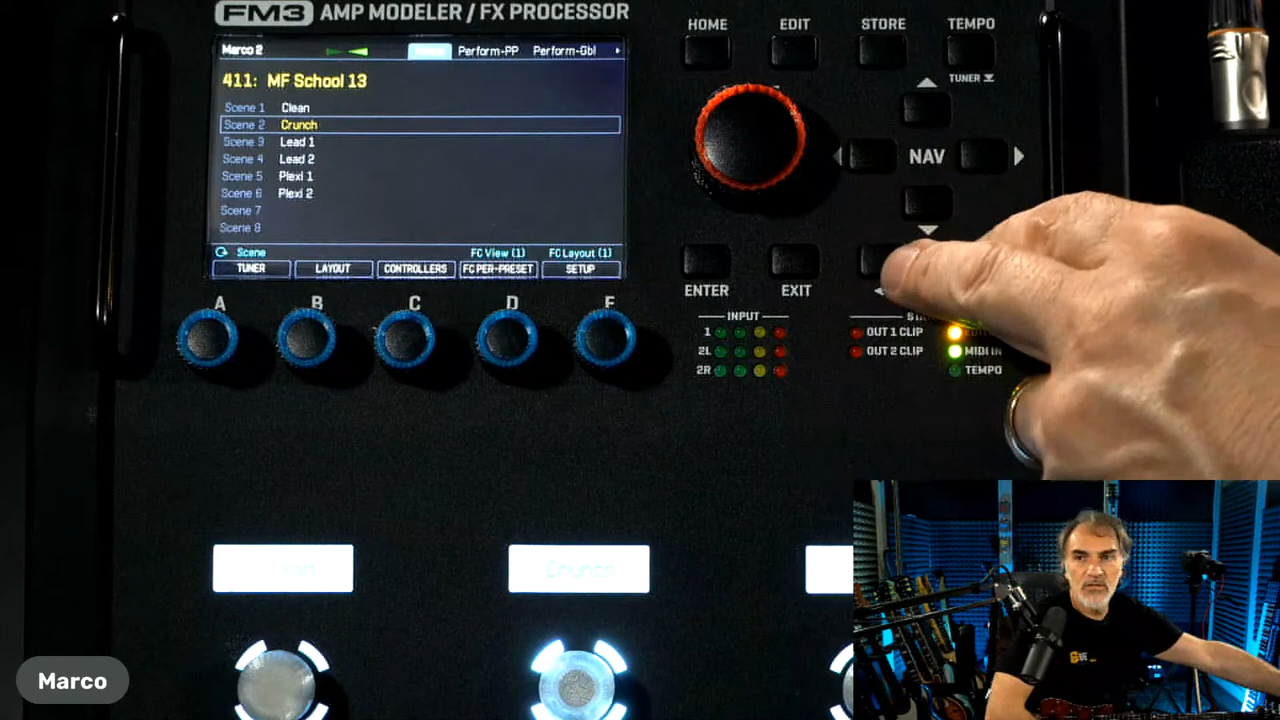 FM3 AMP MODELER / FX PROCESSOR
HOME EDIT STORE TEMPO
TUNER
Marco 2 Perform-PP Perform-Gbl
411: MF School 13
Scene 1 Clean
Scene 2 Crunch
Scene 3 Lead 1
Scene 4 Lead 2
Scene 5 Plexi 1
Scene 6 Plexi 2
Scene 7
Scene 8
Scene FC View (1) FC Layout (1)
TUNER LAYOUT CONTROLLERS FC PER-PRESET SETUP
NAV
ENTER EXIT
A B C D E
INPUT
1
2L
2R
OUT 1 CLIP
OUT 2 CLIP MIDI IN
TEMPO
Crunch
Marco